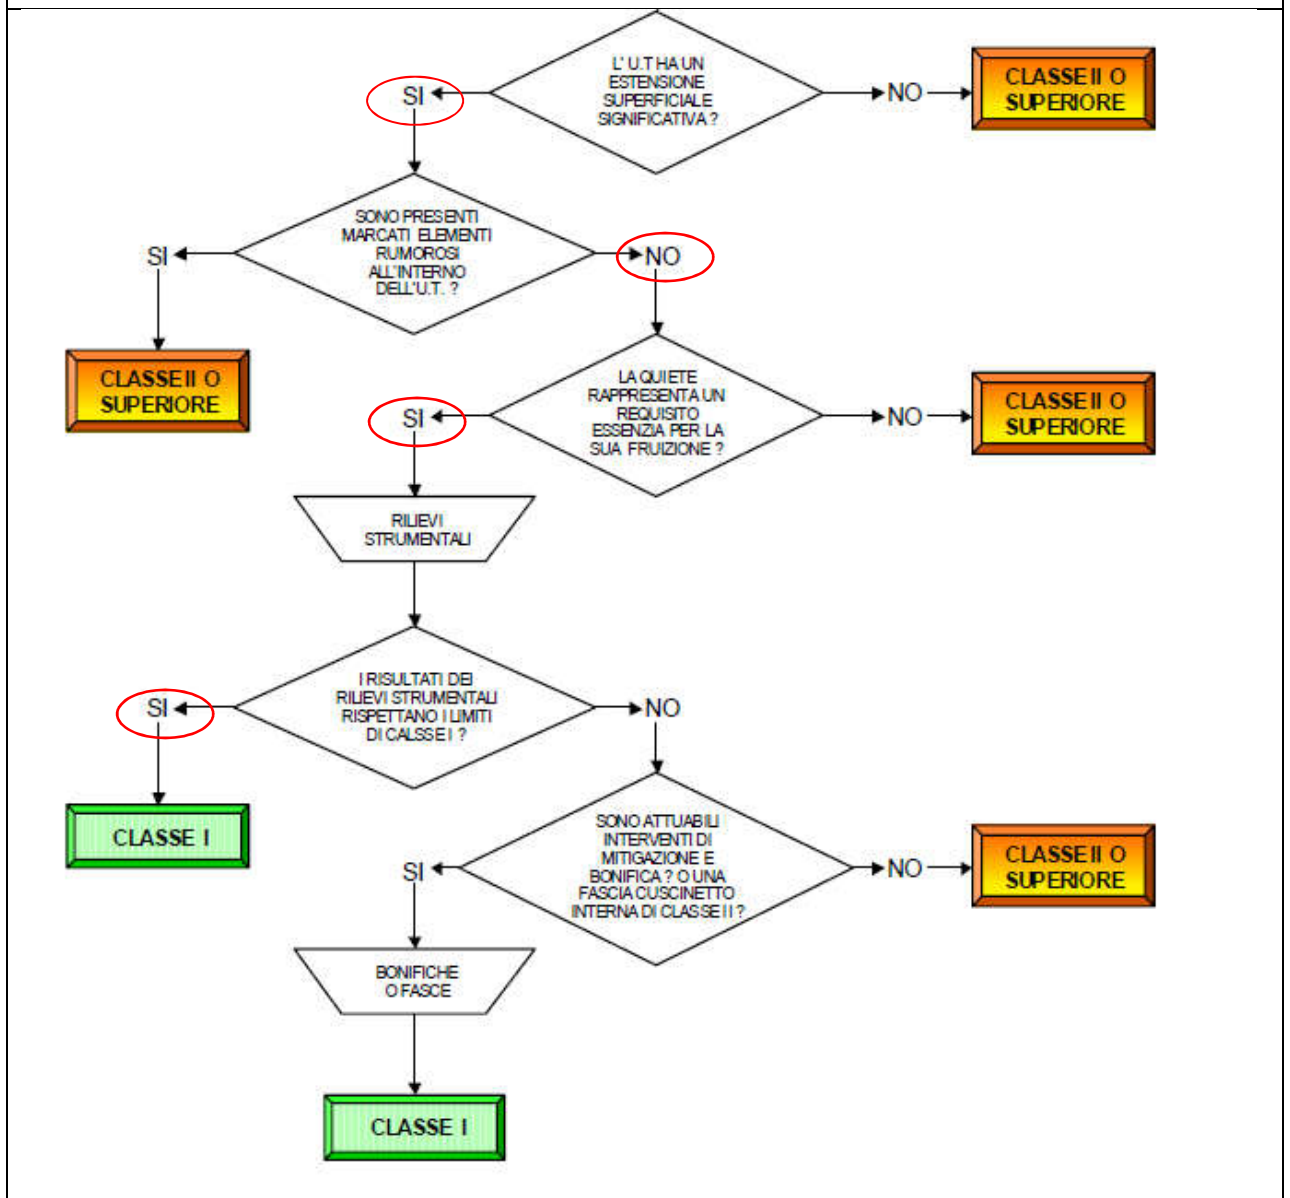 L' U.T HA UN
ESTENSIONE
SUPERFICIALE
SIGNIFICATIVA ?
SI
NO
CLASSE II O
SUPERIORE
SONO PRESENTI
MARCATI ELEMENTI
RUMOROSI
ALL'INTERNO
DELL'U.T. ?
SI
NO
CLASSE II O
SUPERIORE
LA QUIETE
RAPPRESENTA UN
REQUISITO
ESSENZIA PER LA
SUA FRUIZIONE ?
SI
NO
CLASSE II O
SUPERIORE
RILIEVI
STRUMENTALI
I RISULTATI DEI
RILIEVI STRUMENTALI
RISPETTANO I LIMITI
DI CALSSE I ?
SI
NO
CLASSE I
SONO ATTUABILI
INTERVENTI DI
MITIGAZIONE E
BONIFICA ? O UNA
FASCIA CUSCINETTO
INTERNA DI CLASSE II ?
SI
NO
CLASSE II O
SUPERIORE
BONIFICHE
O FASCE
CLASSE I